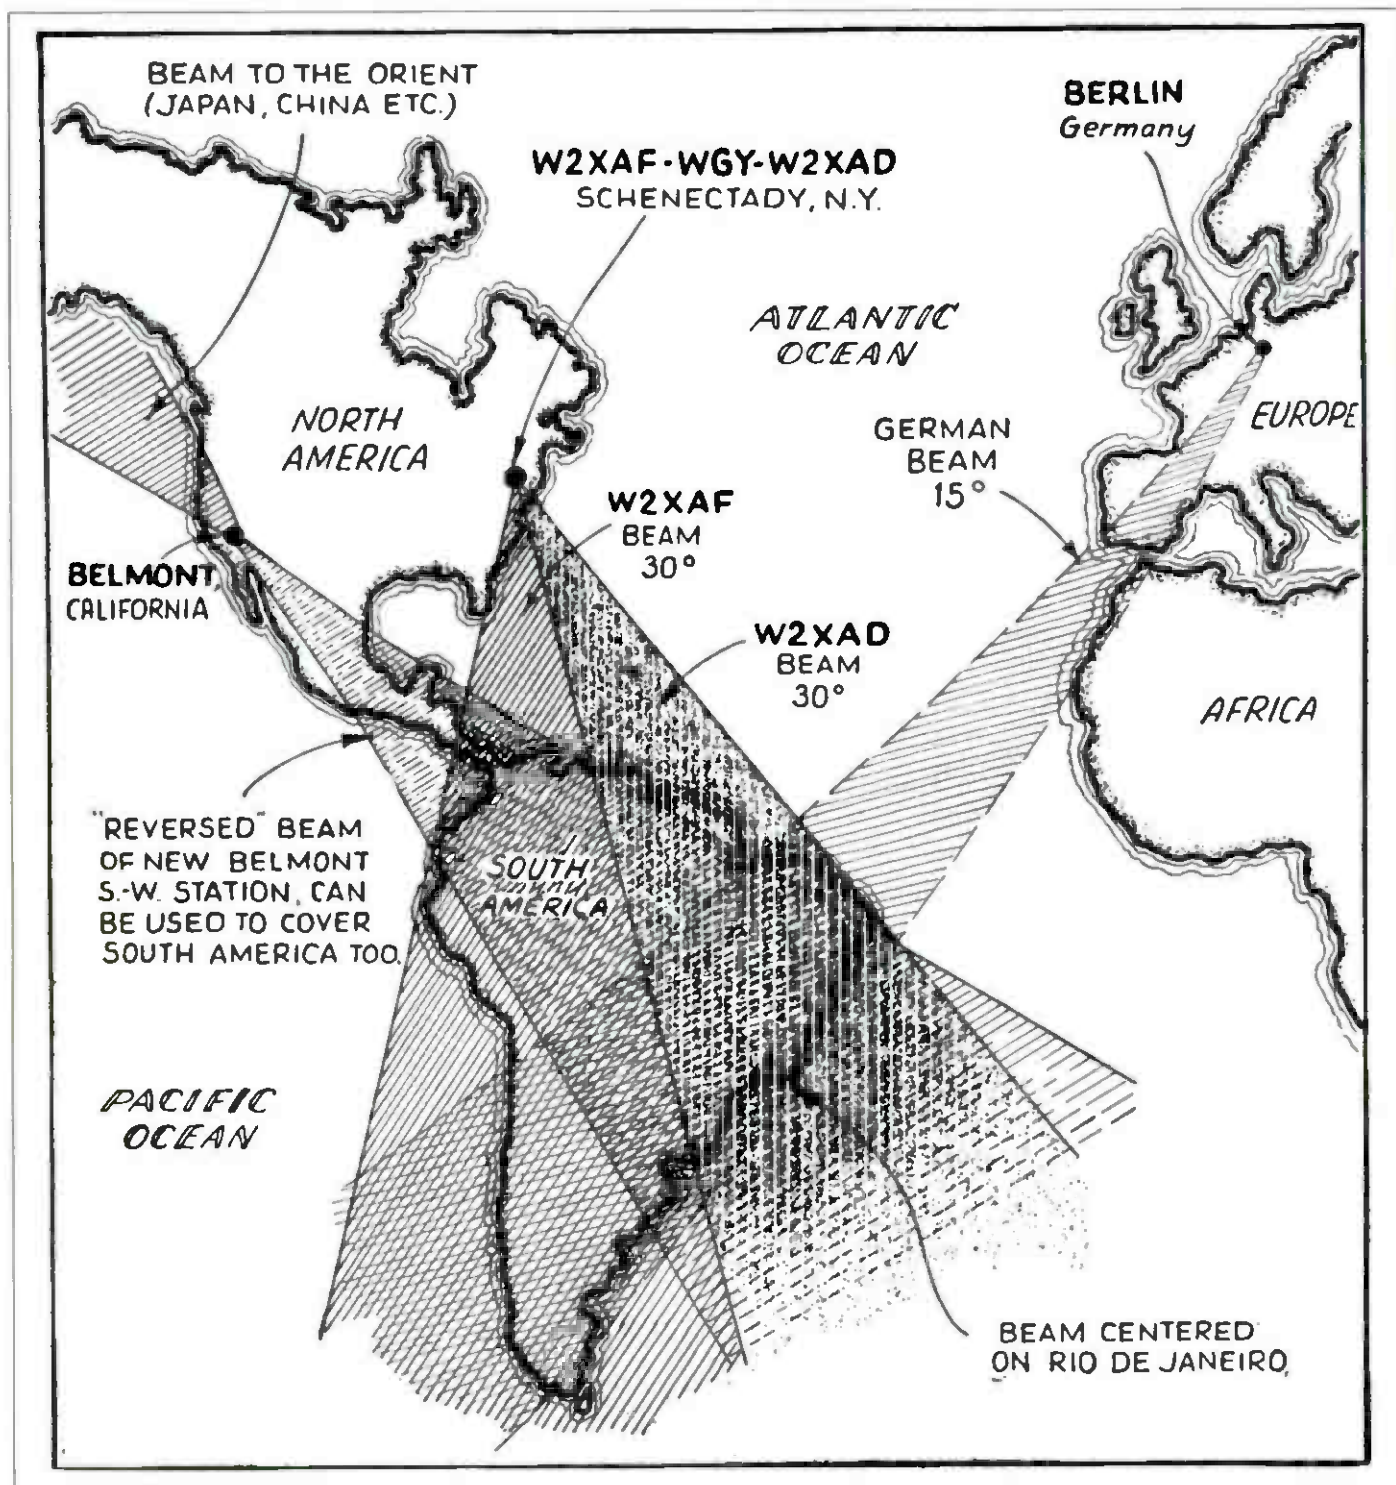 BEAM TO THE ORIENT
(JAPAN, CHINA ETC.)
BERLIN
Germany
W2XAF-WGY-W2XAD
SCHENECTADY, N.Y.
ATLANTIC
OCEAN
NORTH
AMERICA
EUROPE
GERMAN
BEAM
15°
W2XAF
BEAM
30°
BELMONT,
CALIFORNIA
W2XAD
BEAM
30°
AFRICA
"REVERSED" BEAM
OF NEW BELMONT
S.-W. STATION, CAN
BE USED TO COVER
SOUTH AMERICA TOO.
SOUTH
AMERICA
PACIFIC
OCEAN
BEAM CENTERED
ON RIO DE JANEIRO.